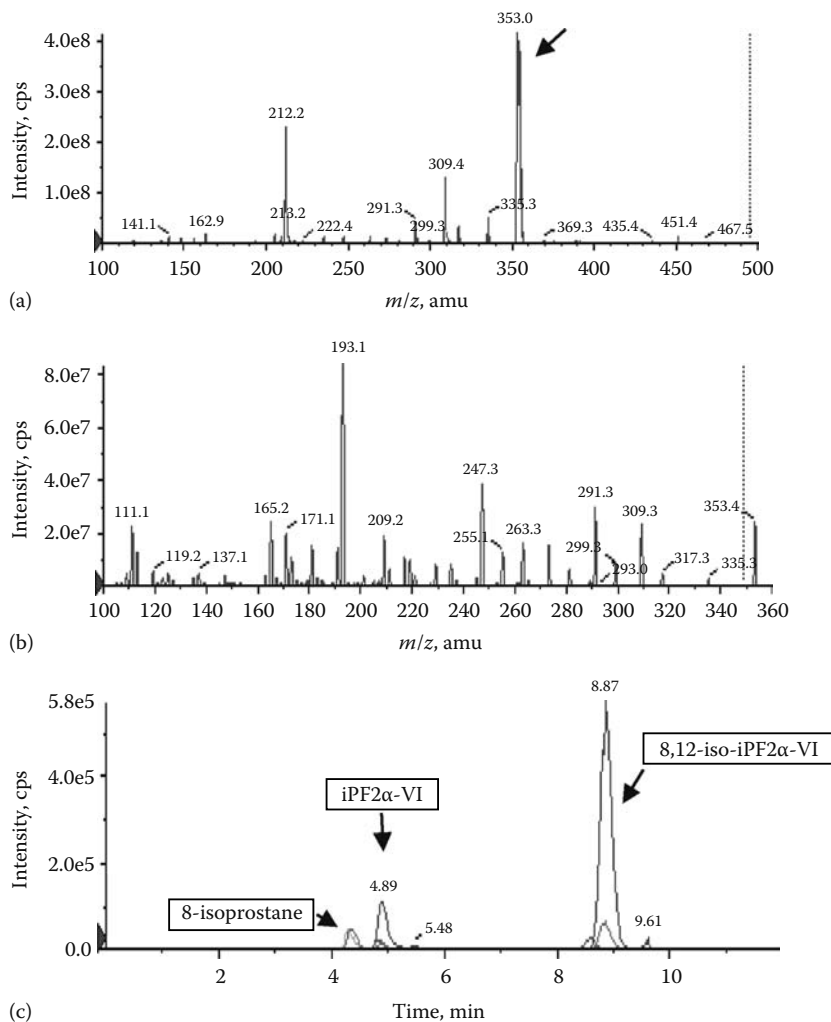 4.0e8
3.0e8
2.0e8
1.0e8
Intensity, cps
353.0
212.2
309.4
335.3
291.3
299.3
213.2
222.4
141.1
162.9
369.3
435.4
451.4
467.5
100 150 200 250 300 350 400 450 500
m/z, amu
(a)
8.0e7
6.0e7
4.0e7
2.0e7
Intensity, cps
193.1
247.3
111.1
165.2
171.1
209.2
255.1
263.3
291.3
309.3
353.4
299.3
293.0
317.3
335.3
119.2
137.1
100 120 140 160 180 200 220 240 260 280 300 320 340 360
m/z, amu
(b)
5.8e5
4.0e5
2.0e5
0.0
Intensity, cps
8.87
8,12-iso-iPF2α-VI
iPF2α-VI
4.89
8-isoprostane
5.48
9.61
2 4 6 8 10
Time, min
(c)